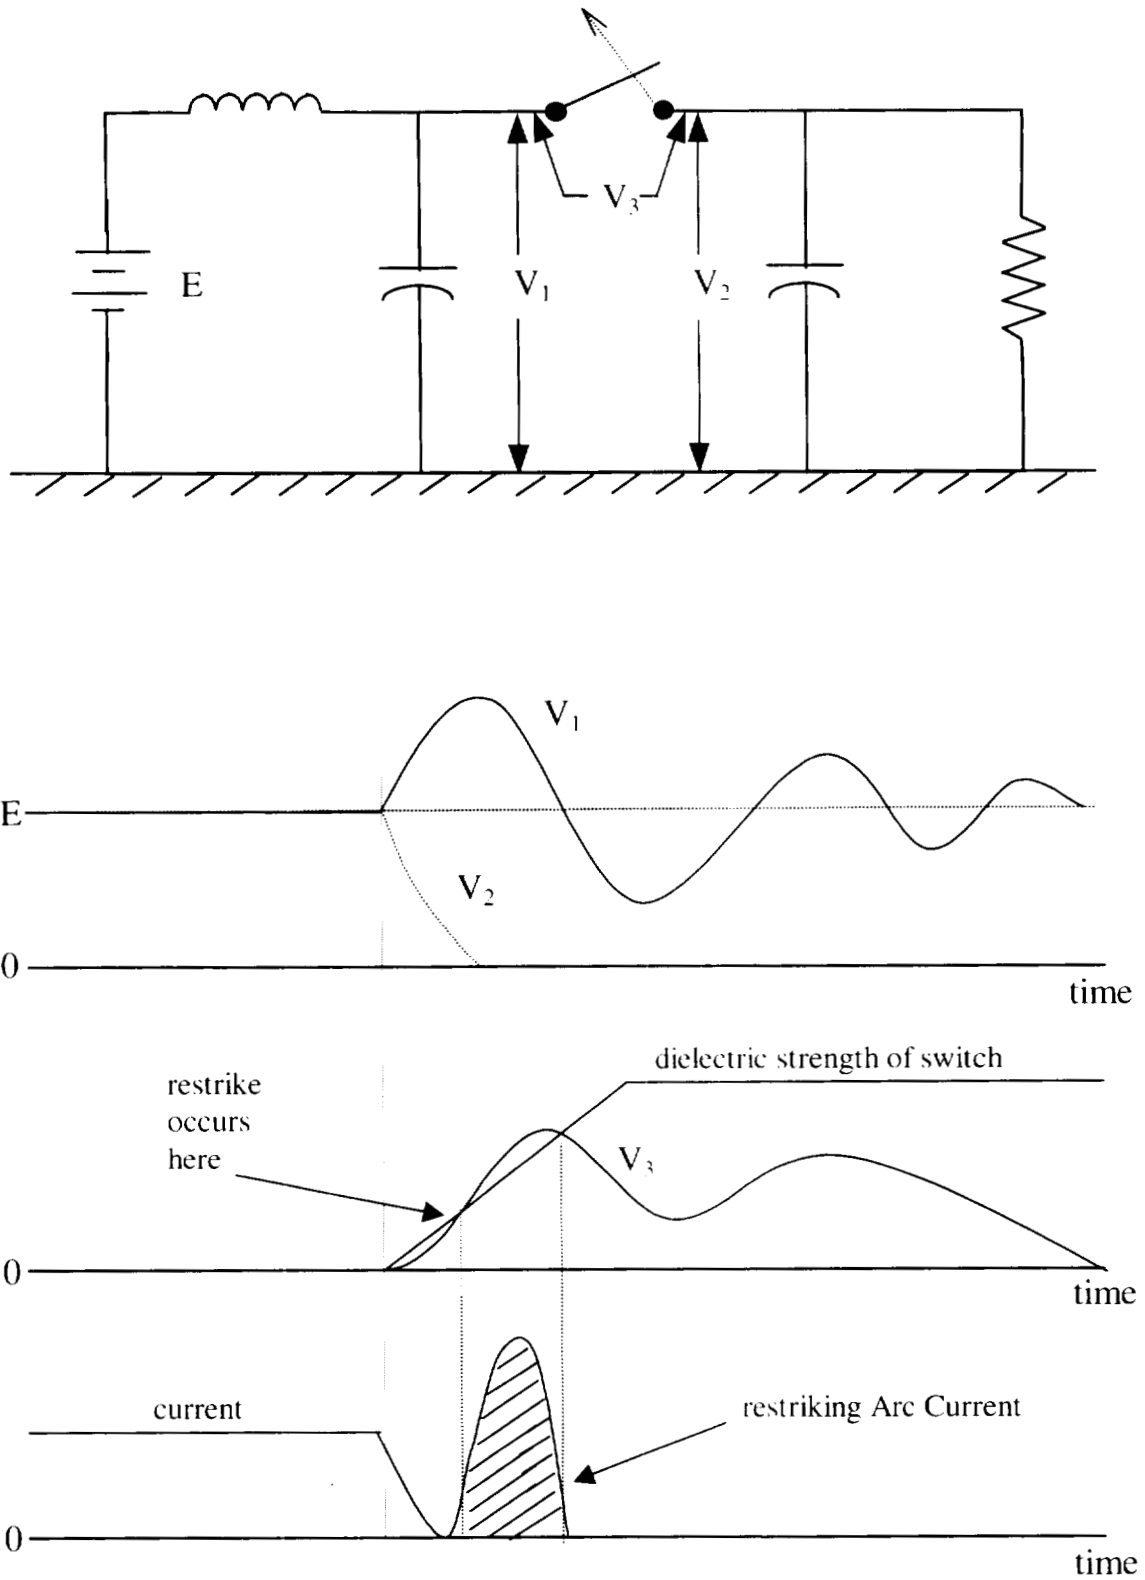 V₃
E
V₁
V₂
V₁
E
V₂
0
time
dielectric strength of switch
restrike
occurs
here
V₃
0
time
current
restriking Arc Current
0
time